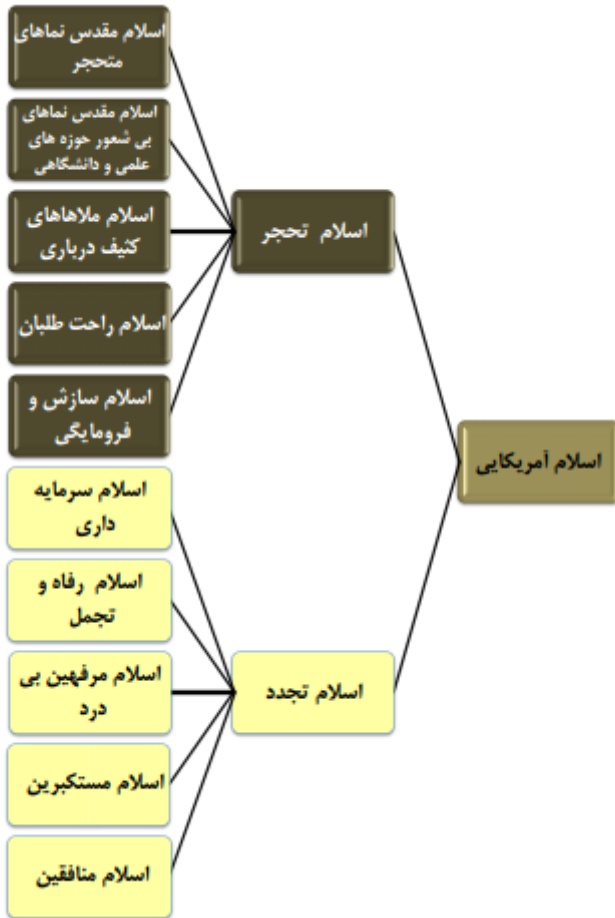 اسلام آمریکایی
اسلام تحجر
اسلام مقدس نماهای
متحجر
اسلام مقدس نماهای
بی شعور حوزه های
علمی و دانشگاهی
اسلام ملاهاهای
کثیف درباری
اسلام راحت طلبان
اسلام سازش و
فرومایگی
اسلام تجدد
اسلام سرمایه
داری
اسلام رفاه و
تجمل
اسلام مرفهین بی
درد
اسلام مستکبرین
اسلام منافقین